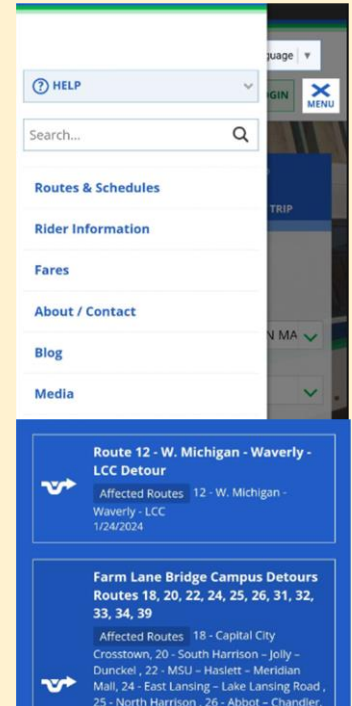 guage
HELP
GIN
MENU
Search...
Routes & Schedules
TRIP
Rider Information
Fares
About / Contact
N MA
Blog
Media
Route 12 - W. Michigan - Waverly -
LCC Detour
Affected Routes 12 - W. Michigan -
Waverly - LCC
1/24/2024
Farm Lane Bridge Campus Detours
Routes 18, 20, 22, 24, 25, 26, 31, 32,
33, 34, 39
Affected Routes 18 - Capital City
Crosstown, 20 - South Harrison – Jolly –
Dunckel , 22 - MSU – Haslett – Meridian
Mall, 24 - East Lansing – Lake Lansing Road ,
25 - North Harrison , 26 - Abbot – Chandler,